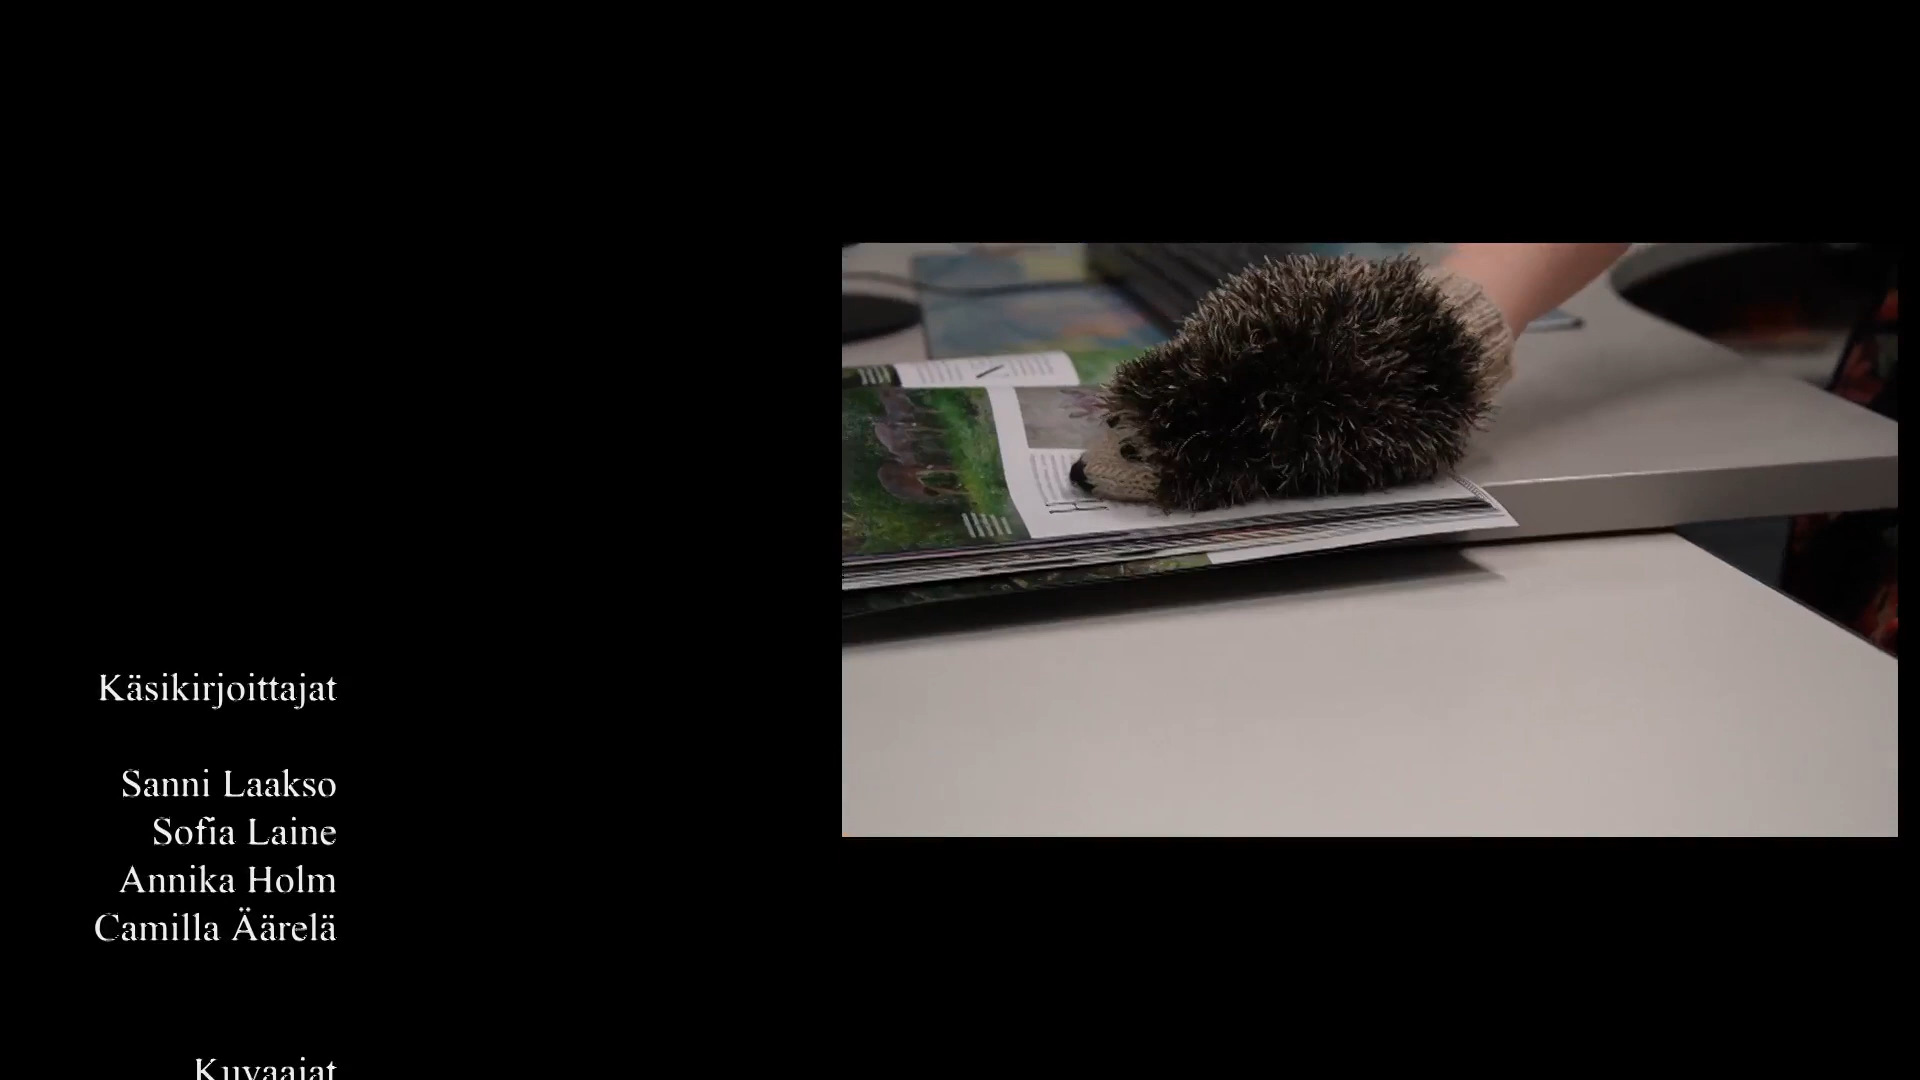 Käsikirjoittajat
Sanni Laakso
Sofia Laine
Annika Holm
Camilla Äärelä
Kuvaajat